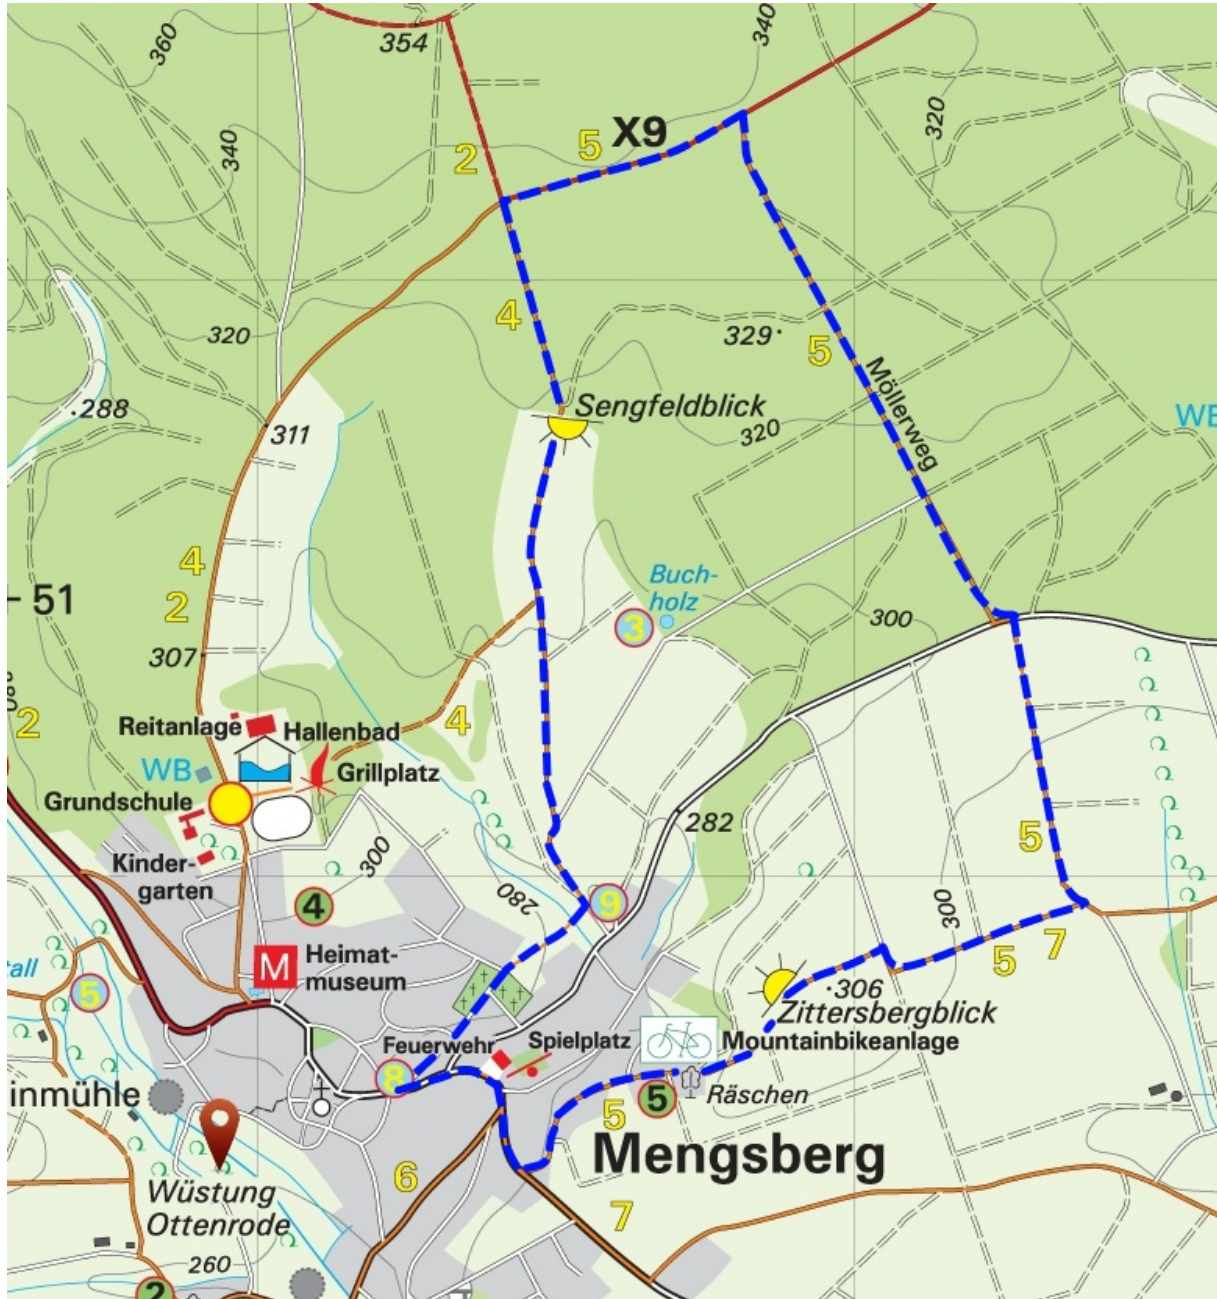 360
354
340
320
340
2
5
X9
4
320
329
5
Möllerweg
288
311
Sengfeldblick
320
WB
4
2
- 51
Buch-
holz
3
300
307
2
Reitanlage
Hallenbad
4
WB
Grillplatz
Grundschule
282
5
Kinder-
garten
300
4
280
9
300
M
Heimat-
museum
5
7
5
306
Zittersbergblick
Feuerwehr
Spielplatz
Mountainbikeanlage
8
inmühle
5
5
Räschen
Mengsberg
6
Wüstung
Ottenrode
7
260
2